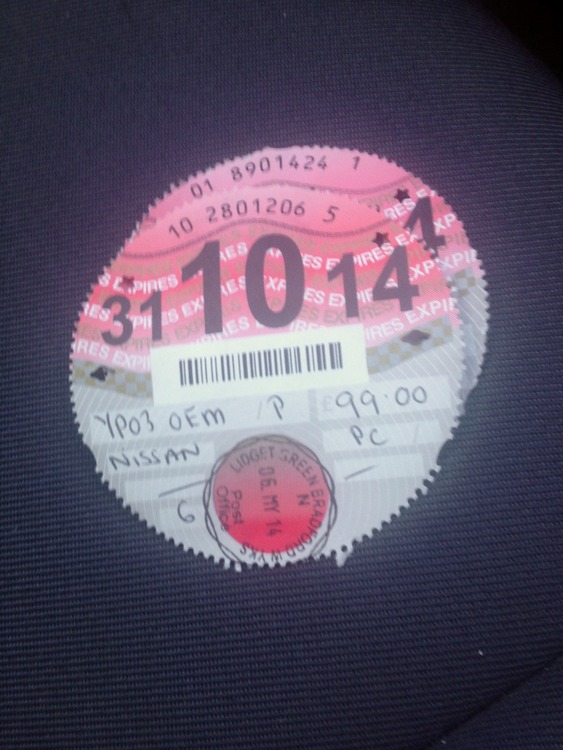 01 8901424 1
10 2801206 5
31 10 14
YP03 OEM / P £99.00
NISSAN PC
6
LIDGET GREEN BRADFORD W YKS
N
06. MY 14
Post Office